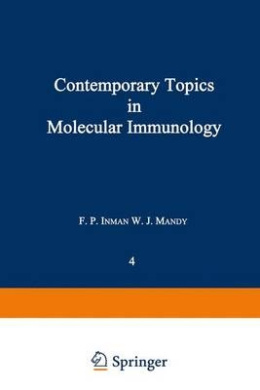 Contemporary Topics
in
Molecular Immunology
F. P. INMAN W. J. MANDY
4
Springer